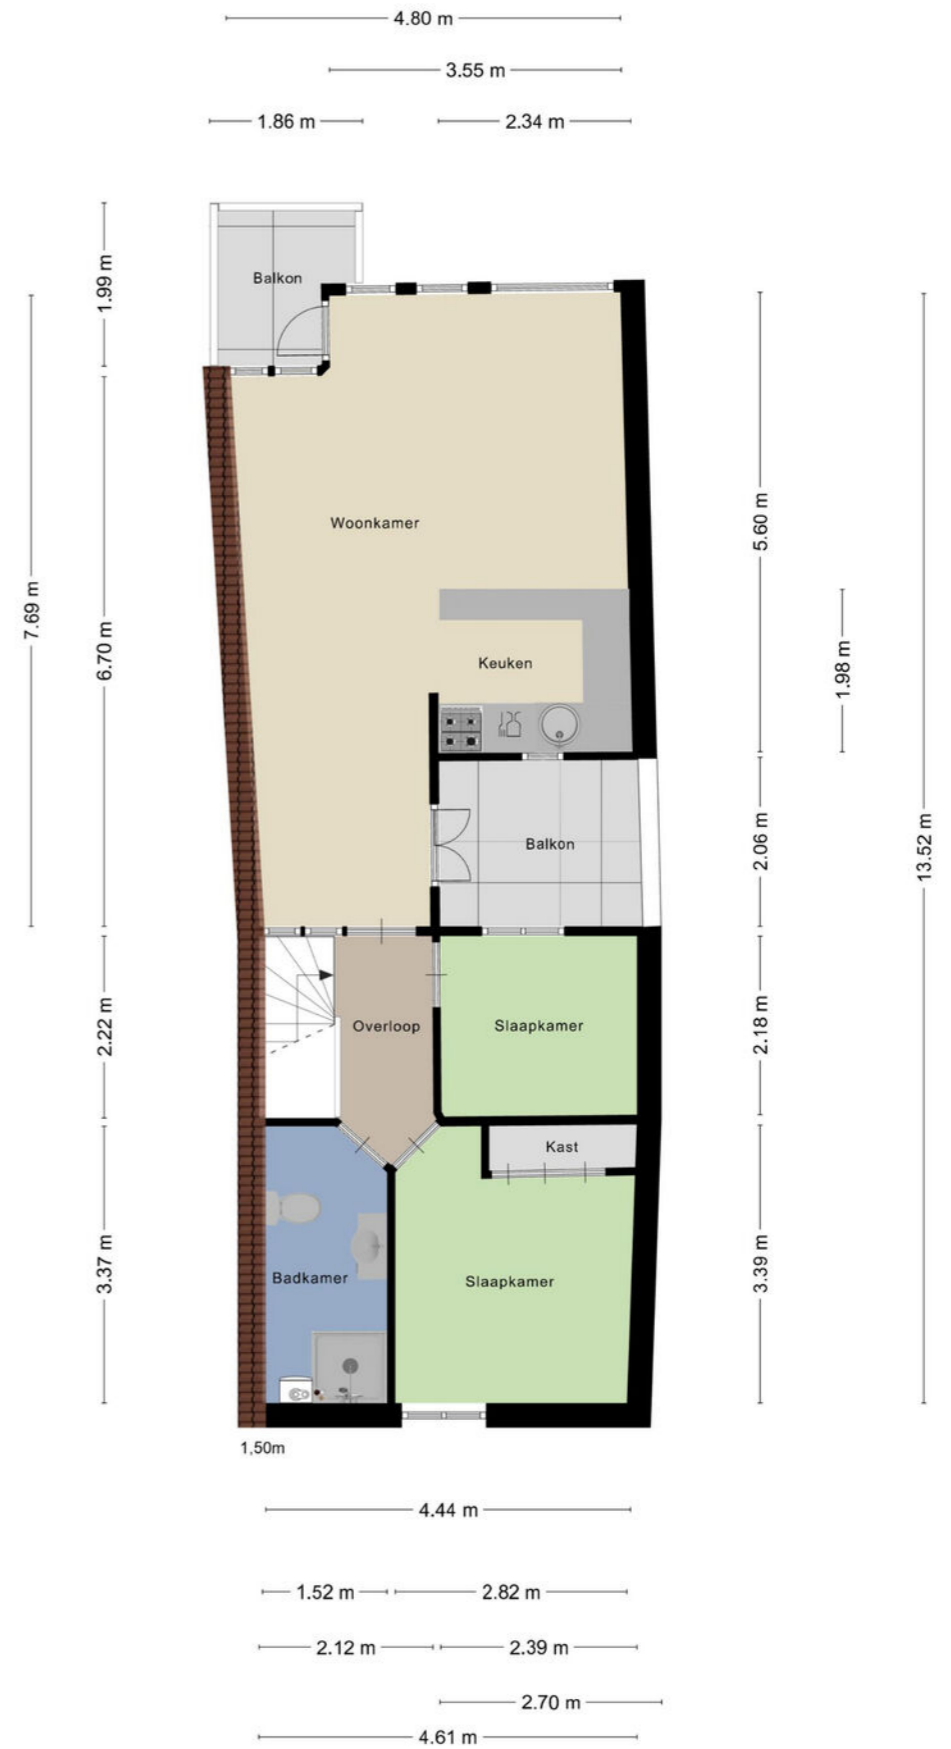 4.80 m
3.55 m
1.86 m
2.34 m
1.99 m
Balkon
7.69 m
6.70 m
Woonkamer
5.60 m
1.98 m
Keuken
13.52 m
2.06 m
Balkon
2.22 m
Overloop
Slaapkamer
2.18 m
Kast
3.37 m
Badkamer
Slaapkamer
3.39 m
1,50m
4.44 m
1.52 m
2.82 m
2.12 m
2.39 m
2.70 m
4.61 m